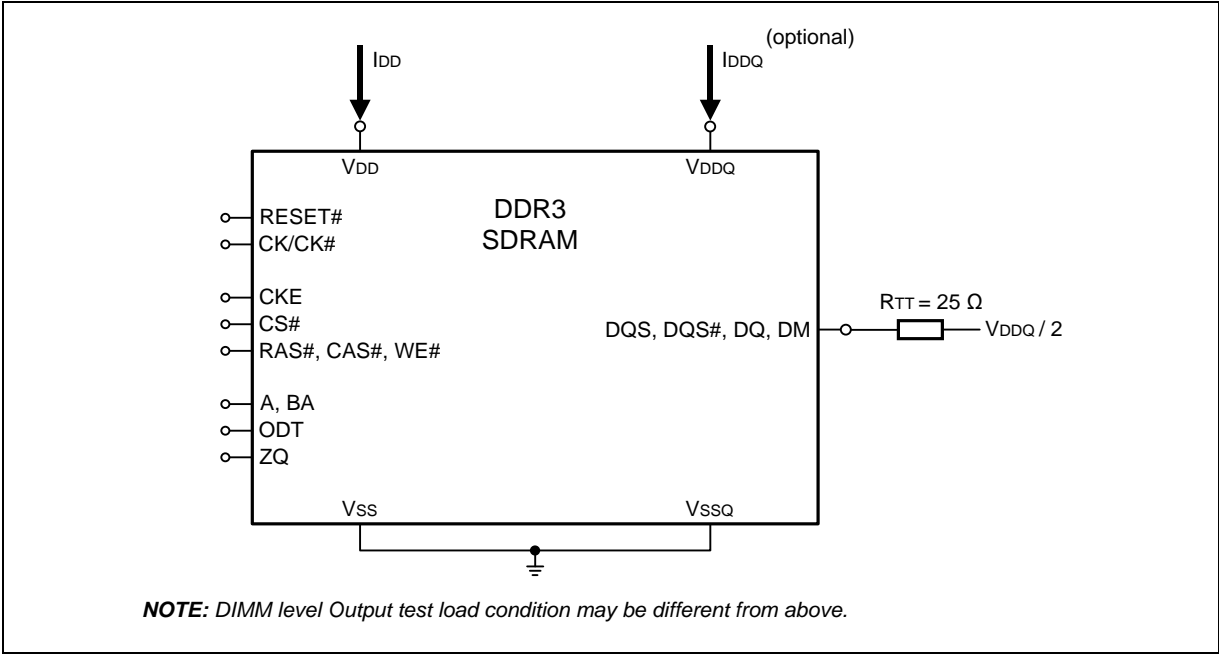 (optional)
IDD
IDDQ
VDD
VDDQ
DDR3
SDRAM
RESET#
CK/CK#
CKE
CS#
RAS#, CAS#, WE#
A, BA
ODT
ZQ
DQS, DQS#, DQ, DM
RTT = 25 Ω
VDDQ / 2
VSS
VSSQ
NOTE: DIMM level Output test load condition may be different from above.